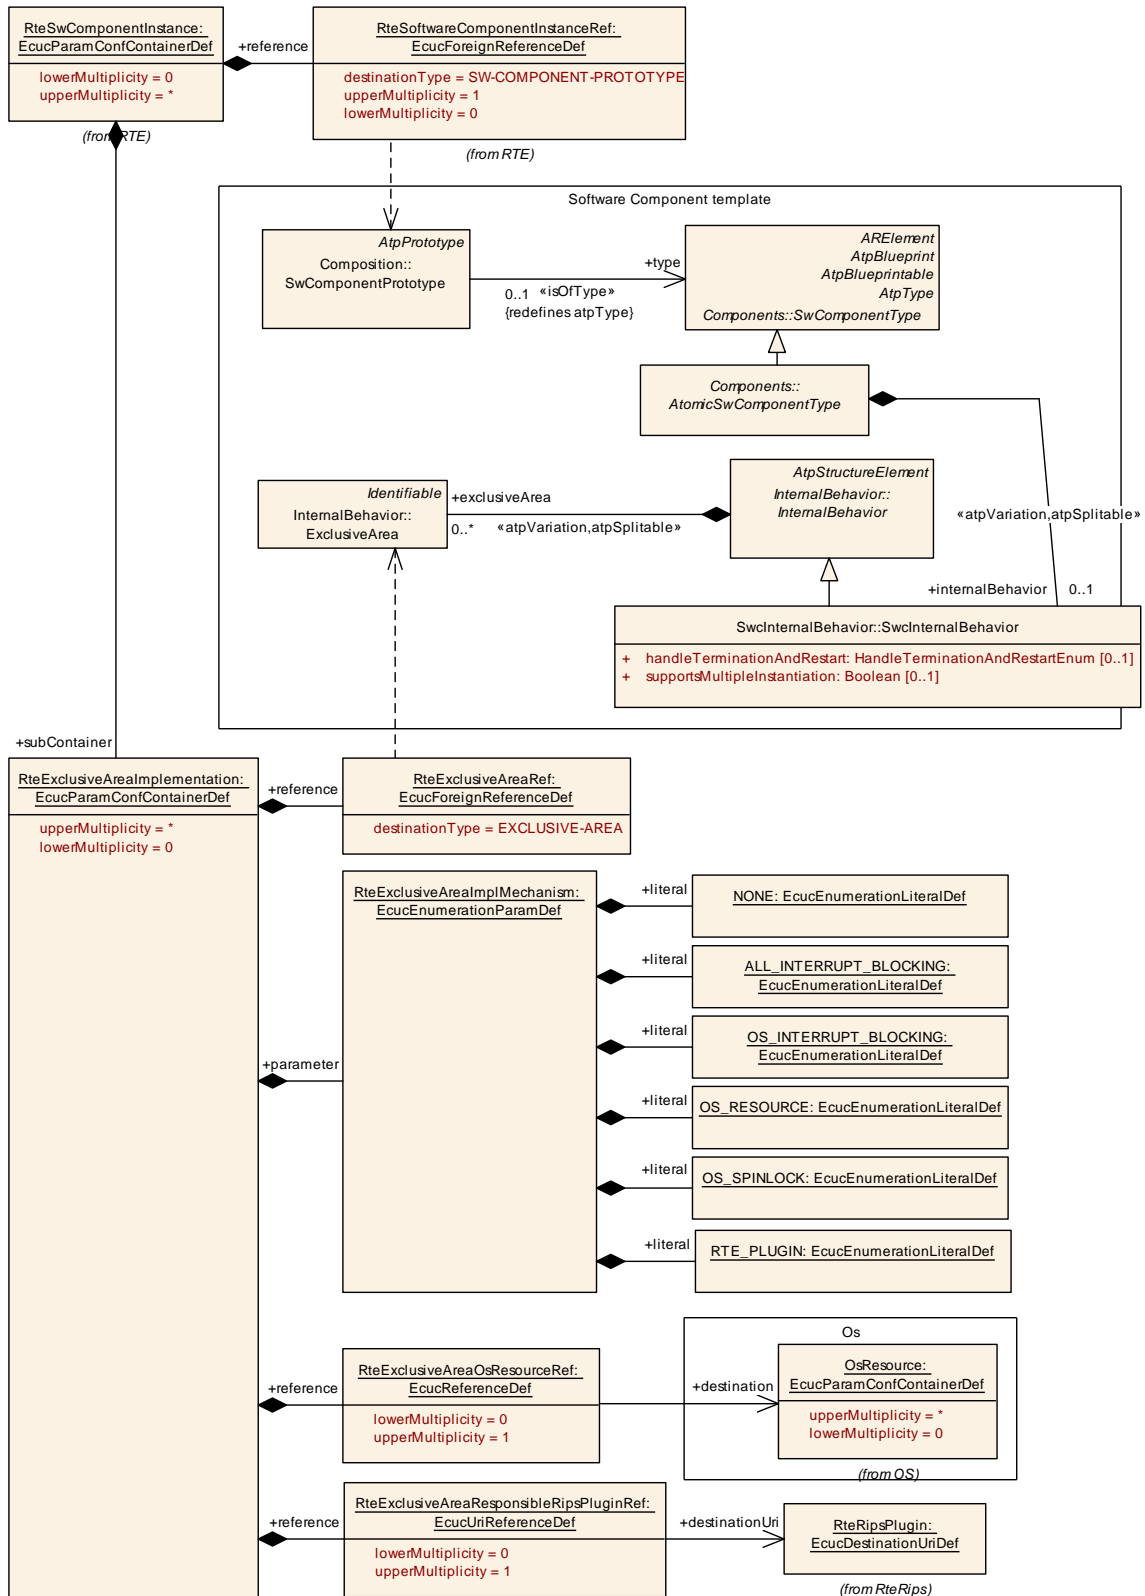 RteSwComponentInstance:
EcucParamConfContainerDef
lowerMultiplicity = 0
upperMultiplicity = *
(from RTE)
+reference
RteSoftwareComponentInstanceRef:
EcucForeignReferenceDef
destinationType = SW-COMPONENT-PROTOTYPE
upperMultiplicity = 1
lowerMultiplicity = 0
(from RTE)
Software Component template
AtpPrototype
Composition::
SwComponentPrototype
+type
0..1 «isOfType»
{redefines atpType}
ARElement
AtpBlueprint
AtpBlueprintable
AtpType
Components::SwComponentType
Components::
AtomicSwComponentType
Identifiable
InternalBehavior::
ExclusiveArea
+exclusiveArea
0..* «atpVariation,atpSplitable»
AtpStructureElement
InternalBehavior::
InternalBehavior
«atpVariation,atpSplitable»
+internalBehavior 0..1
SwcInternalBehavior::SwcInternalBehavior
+ handleTerminationAndRestart: HandleTerminationAndRestartEnum [0..1]
+ supportsMultipleInstantiation: Boolean [0..1]
+subContainer
RteExclusiveAreaImplementation:
EcucParamConfContainerDef
upperMultiplicity = *
lowerMultiplicity = 0
+reference
RteExclusiveAreaRef:
EcucForeignReferenceDef
destinationType = EXCLUSIVE-AREA
+parameter
RteExclusiveAreaImplMechanism:
EcucEnumerationParamDef
+literal
NONE: EcucEnumerationLiteralDef
+literal
ALL_INTERRUPT_BLOCKING:
EcucEnumerationLiteralDef
+literal
OS_INTERRUPT_BLOCKING:
EcucEnumerationLiteralDef
+literal
OS_RESOURCE: EcucEnumerationLiteralDef
+literal
OS_SPINLOCK: EcucEnumerationLiteralDef
+literal
RTE_PLUGIN: EcucEnumerationLiteralDef
+reference
RteExclusiveAreaOsResourceRef:
EcucReferenceDef
lowerMultiplicity = 0
upperMultiplicity = 1
+destination
Os
OsResource:
EcucParamConfContainerDef
upperMultiplicity = *
lowerMultiplicity = 0
(from OS)
+reference
RteExclusiveAreaResponsibleRipsPluginRef:
EcucUriReferenceDef
lowerMultiplicity = 0
upperMultiplicity = 1
+destinationUri
RteRipsPlugin:
EcucDestinationUriDef
(from RteRips)